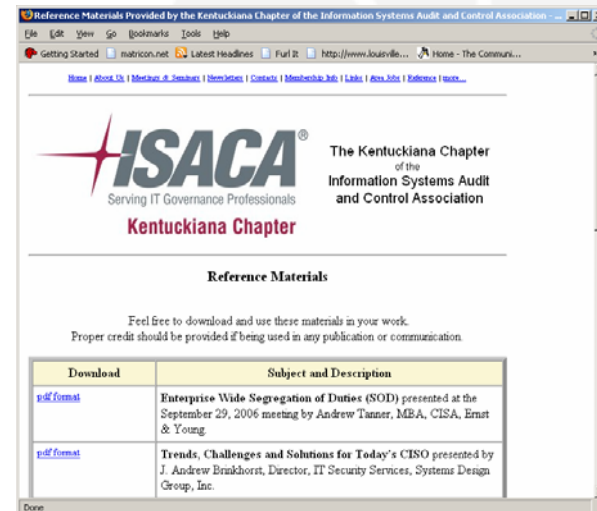 Reference Materials Provided by the Kentuckiana Chapter of the Information Systems Audit and Control Association - ...
File Edit View Go Bookmarks Tools Help
Getting Started matricon.net Latest Headlines Furl It http://www.louisville... Home - The Communi...
Home | About Us | Meetings & Seminars | Newsletters | Contacts | Membership Info | Links | Area Jobs | Reference | more...
ISACA®
Serving IT Governance Professionals
Kentuckiana Chapter
The Kentuckiana Chapter
of the
Information Systems Audit
and Control Association
Reference Materials
Feel free to download and use these materials in your work.
Proper credit should be provided if being used in any publication or communication.
Download Subject and Description
pdf format Enterprise Wide Segregation of Duties (SOD) presented at the
September 29, 2006 meeting by Andrew Tanner, MBA, CISA, Ernst
& Young.
pdf format Trends, Challenges and Solutions for Today's CISO presented by
J. Andrew Brinkhorst, Director, IT Security Services, Systems Design
Group, Inc.
Done